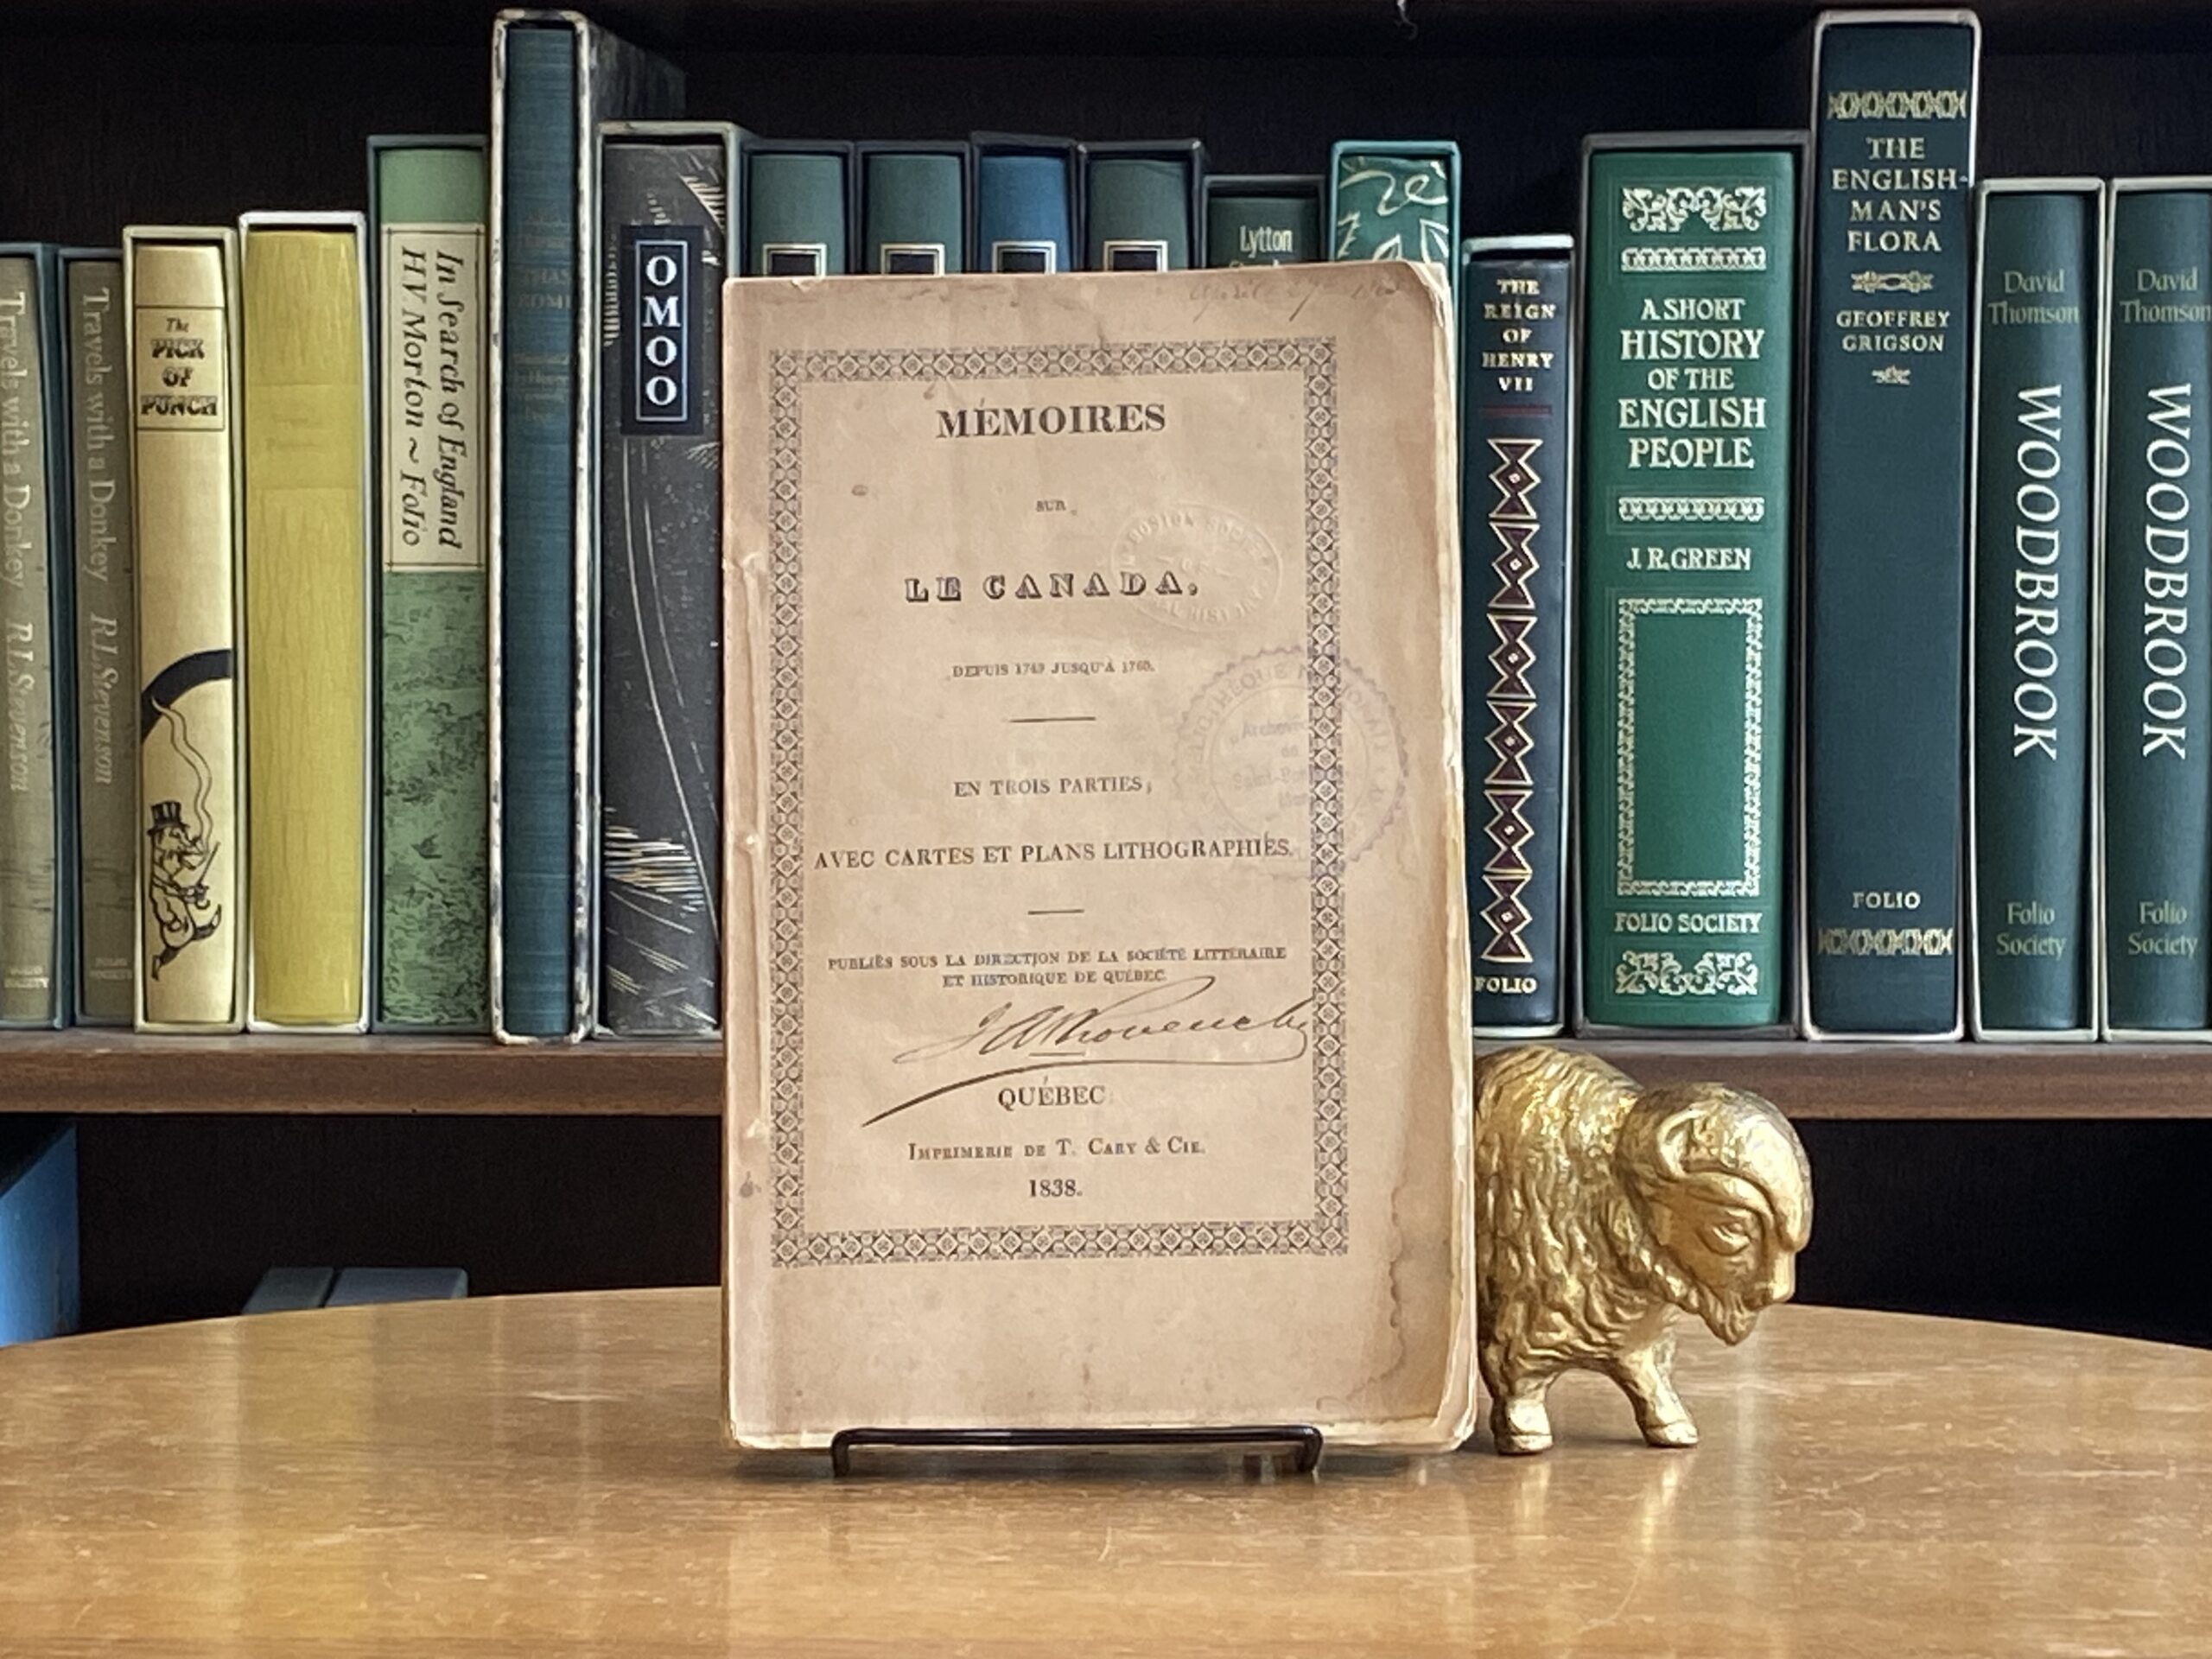 Travels with a Donkey R.L. Stevenson
Travels with a Donkey R.L. Stevenson
The
PICK
OF
PUNCH
In Search of England
H.V. Morton ~ Folio
OMOO
Lytton
MÉMOIRES
SUR
LE CANADA,
DEPUIS 1749 JUSQU'À 1760.
EN TROIS PARTIES;
AVEC CARTES ET PLANS LITHOGRAPHIÉS.
PUBLIÉS SOUS LA DIRECTION DE LA SOCIÉTÉ LITTÉRAIRE
ET HISTORIQUE DE QUÉBEC.
QUÉBEC
IMPRIMERIE DE T. CARY & CIE.
1838.
THE
REIGN
OF
HENRY
VII
FOLIO
A SHORT
HISTORY
OF THE
ENGLISH
PEOPLE
J. R. GREEN
FOLIO SOCIETY
THE
ENGLISH-
MAN'S
FLORA
GEOFFREY
GRIGSON
FOLIO
David
Thomson
WOODBROOK
Folio
Society
David
Thomson
WOODBROOK
Folio
Society